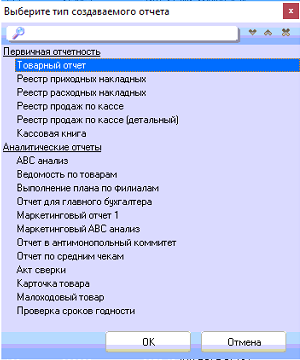 Выберите тип создаваемого отчета
Первичная отчетность
Товарный отчет
Реестр приходных накладных
Реестр расходных накладных
Реестр продаж по кассе
Реестр продаж по кассе (детальный)
Кассовая книга
Аналитические отчеты
ABC анализ
Ведомость по товарам
Выполнение плана по филиалам
Отчет для главного бухгалтера
Маркетинговый отчет 1
Маркетинговый ABC анализ
Отчет в антимонопольный коммитет
Отчет по средним чекам
Акт сверки
Карточка товара
Малоходовый товар
Проверка сроков годности
ОК Отмена